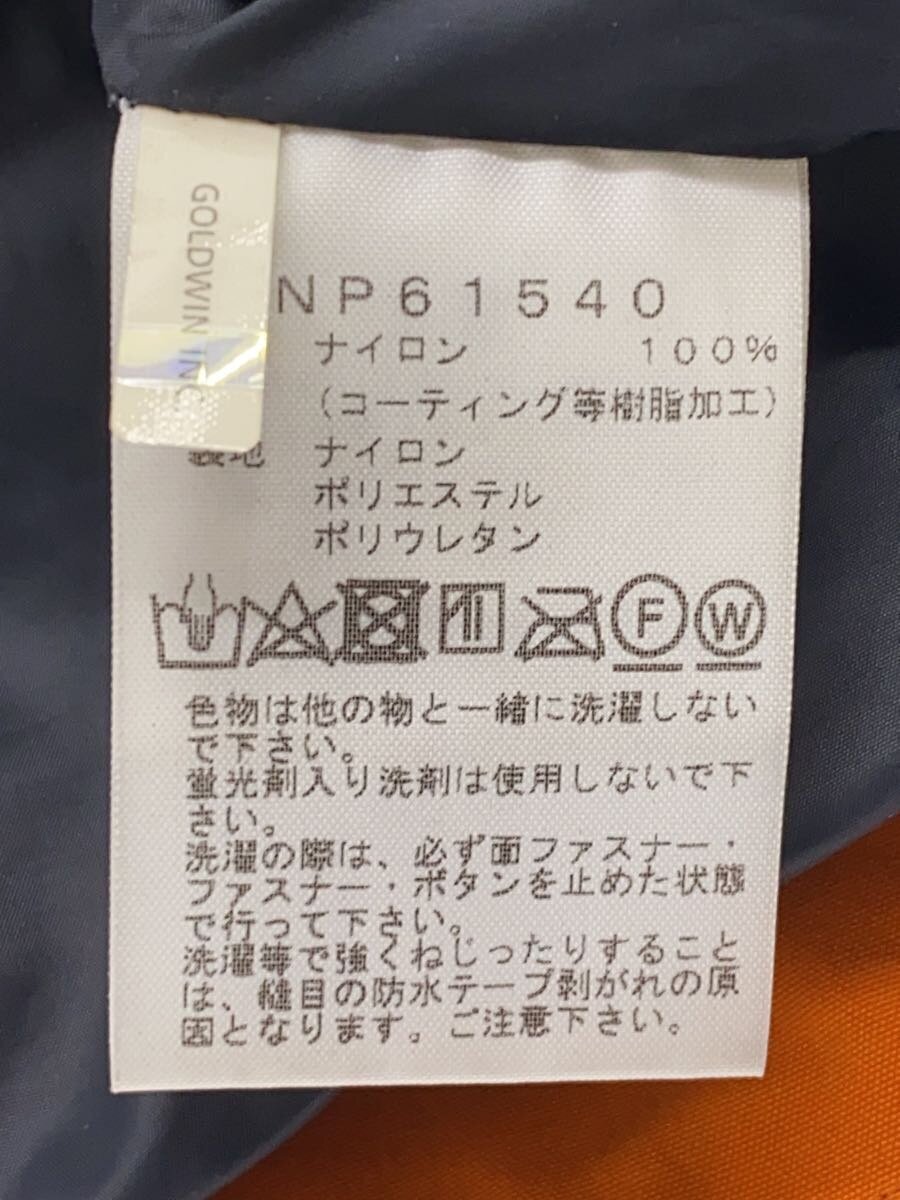 GOLDWIN INC
NP61540
ナイロン 100%
(コーティング等樹脂加工)
裏地 ナイロン
ポリエステル
ポリウレタン
F W
色物は他の物と一緒に洗濯しない
で下さい。
蛍光剤入り洗剤は使用しないで下
さい。
洗濯の際は、必ず面ファスナー・
ファスナー・ボタンを止めた状態
で行って下さい。
洗濯等で強くねじったりすること
は、縫目の防水テープ剥がれの原
因となります。ご注意下さい。